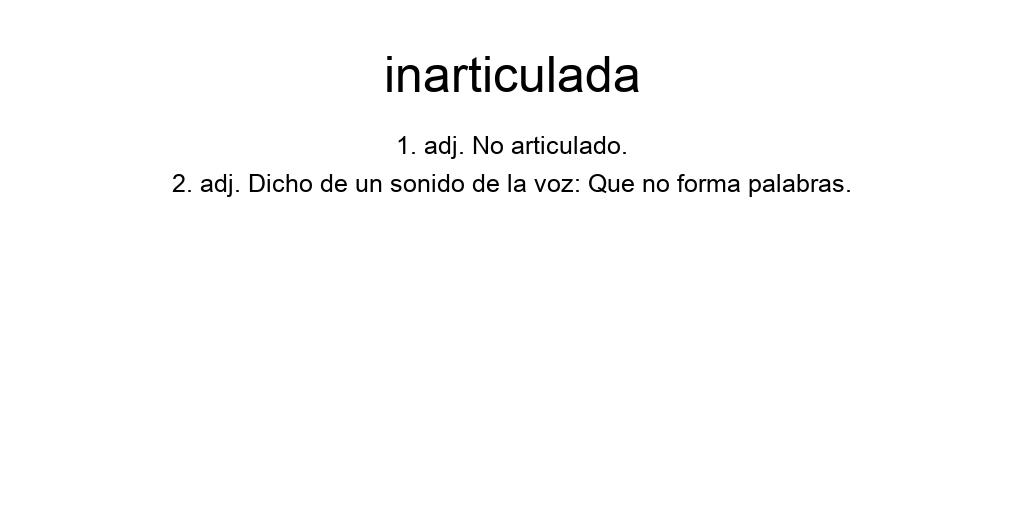 inarticulada
1. adj. No articulado.
2. adj. Dicho de un sonido de la voz: Que no forma palabras.